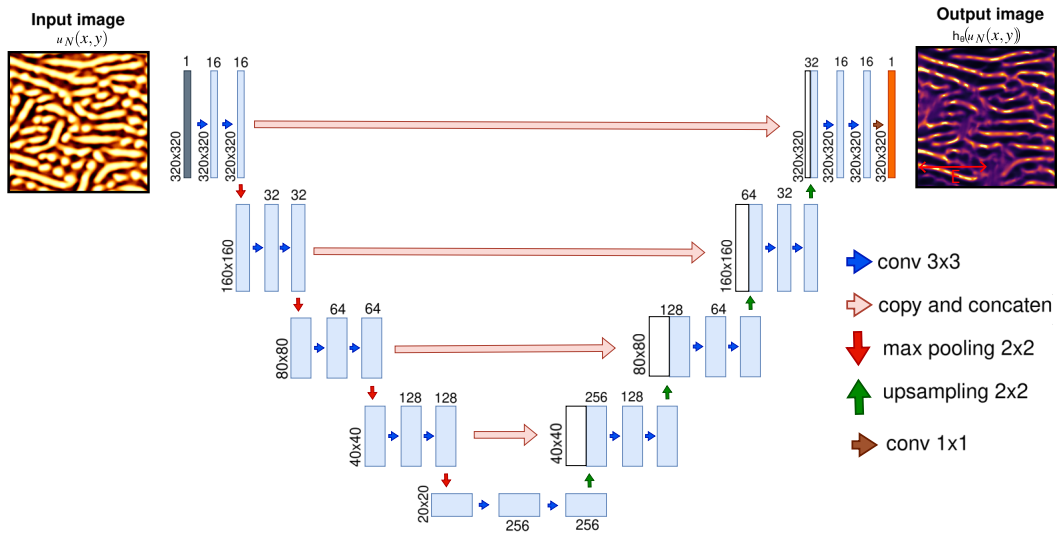 Input image
u_N(x,y)
Output image
h_θ(u_N(x,y))
1
16
16
320x320
320x320
320x320
32
16
16
1
320x320
320x320
320x320
320x320
L
32
32
160x160
64
32
160x160
64
64
80x80
128
64
80x80
128
128
40x40
256
128
40x40
20x20
256
256
conv 3x3
copy and concaten
max pooling 2x2
upsampling 2x2
conv 1x1